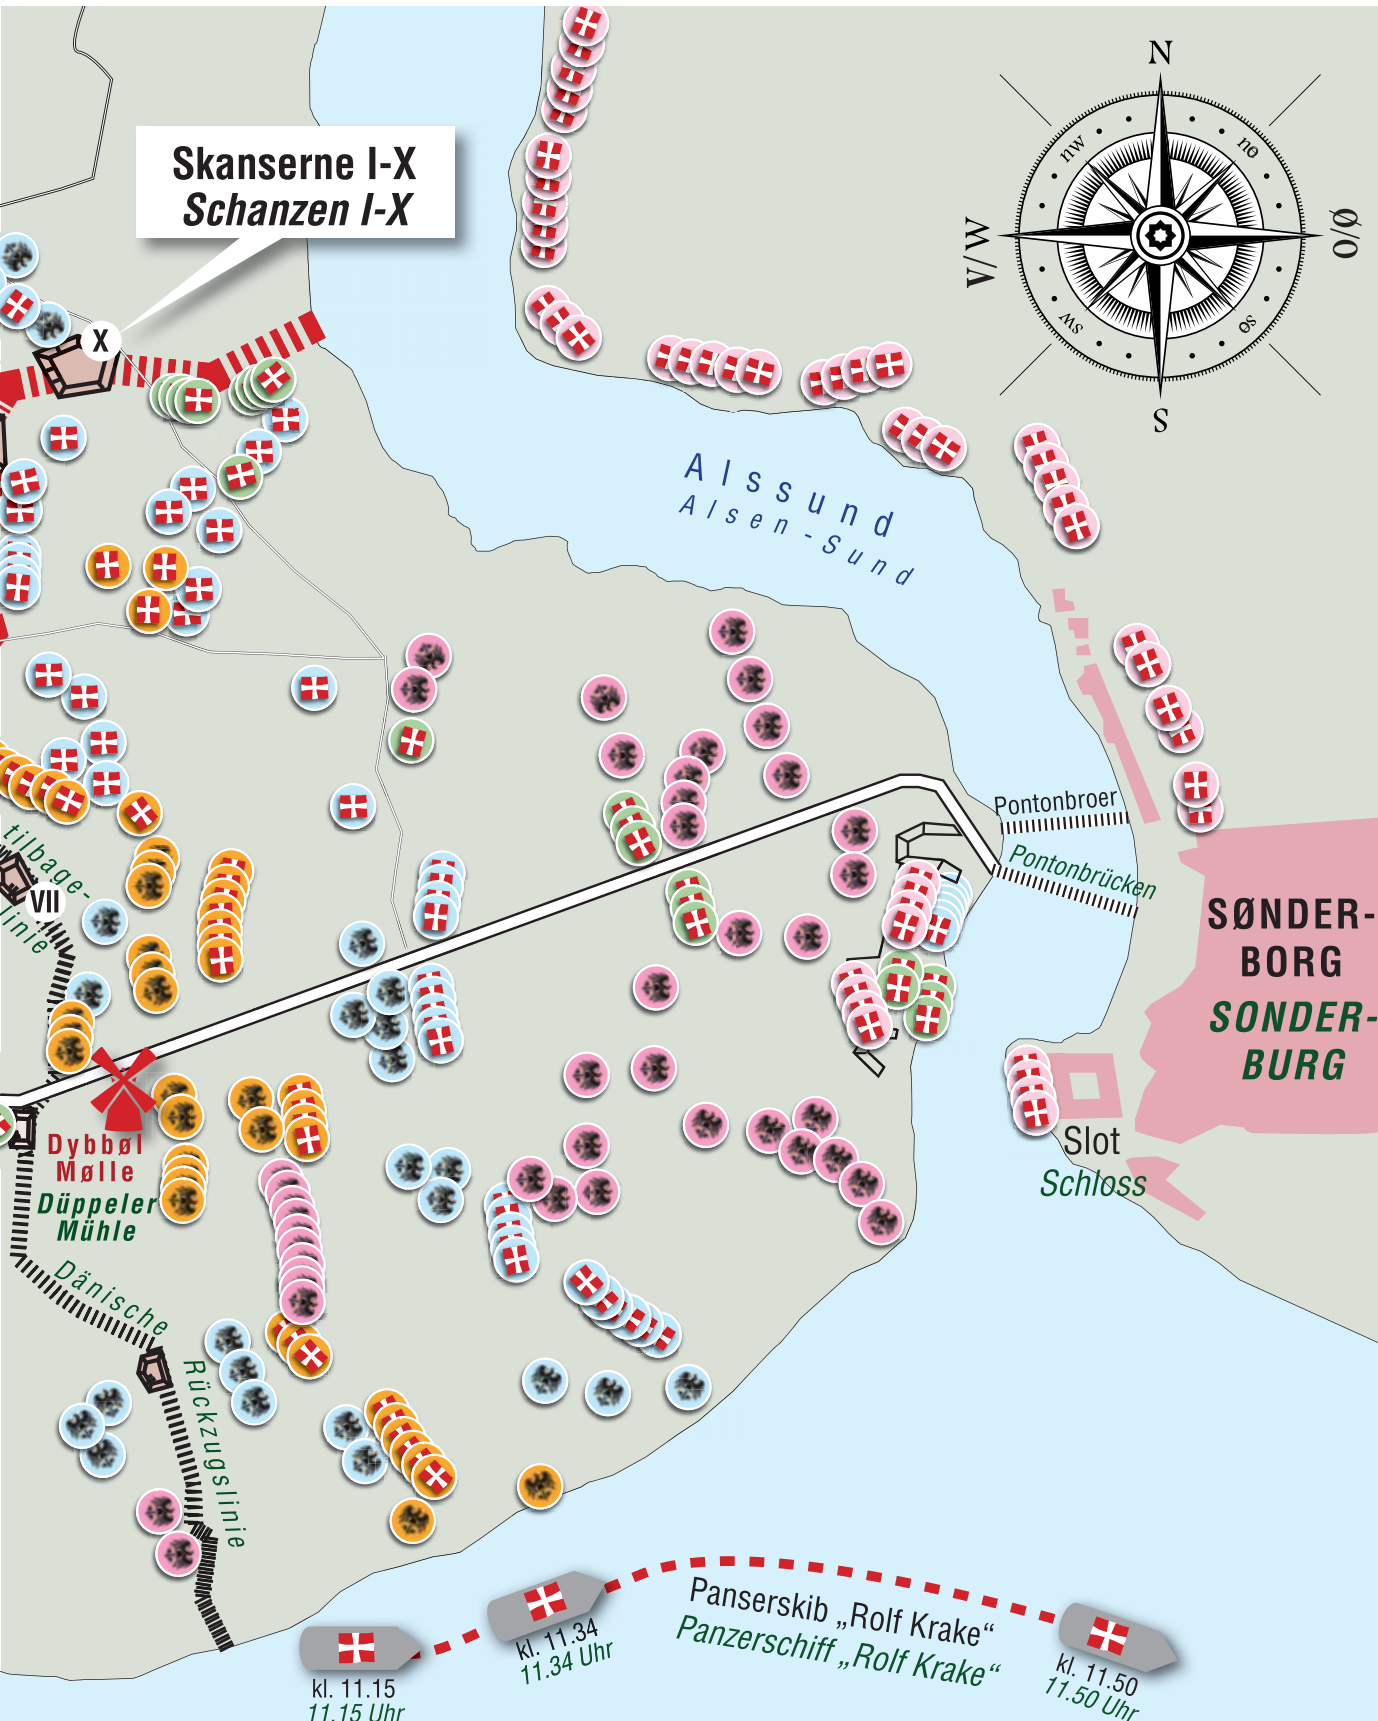 Skanserne I-X
Schanzen I-X
X
N
nw
nø
V/W
Ø/O
sw
sø
S
Alssund
Alsen-Sund
Pontonbroer
Pontonbrücken
tilbage-
linie
VII
SØNDER-
BORG
SONDER-
BURG
Dybbøl
Mølle
Düppeler
Mühle
Slot
Schloss
Dänische
Rückzugslinie
Panserskib „Rolf Krake“
Panzerschiff „Rolf Krake“
kl. 11.34
11.34 Uhr
kl. 11.15
11.15 Uhr
kl. 11.50
11.50 Uhr